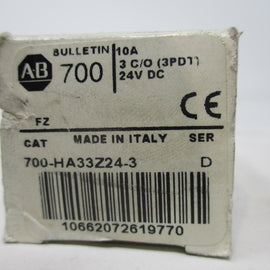 BULLETIN 10A
AB 700 3 C/O (3PDT)
24V DC
CE
FZ
MADE IN ITALY
CAT SER
700-HA33Z24-3 D
10662072619770